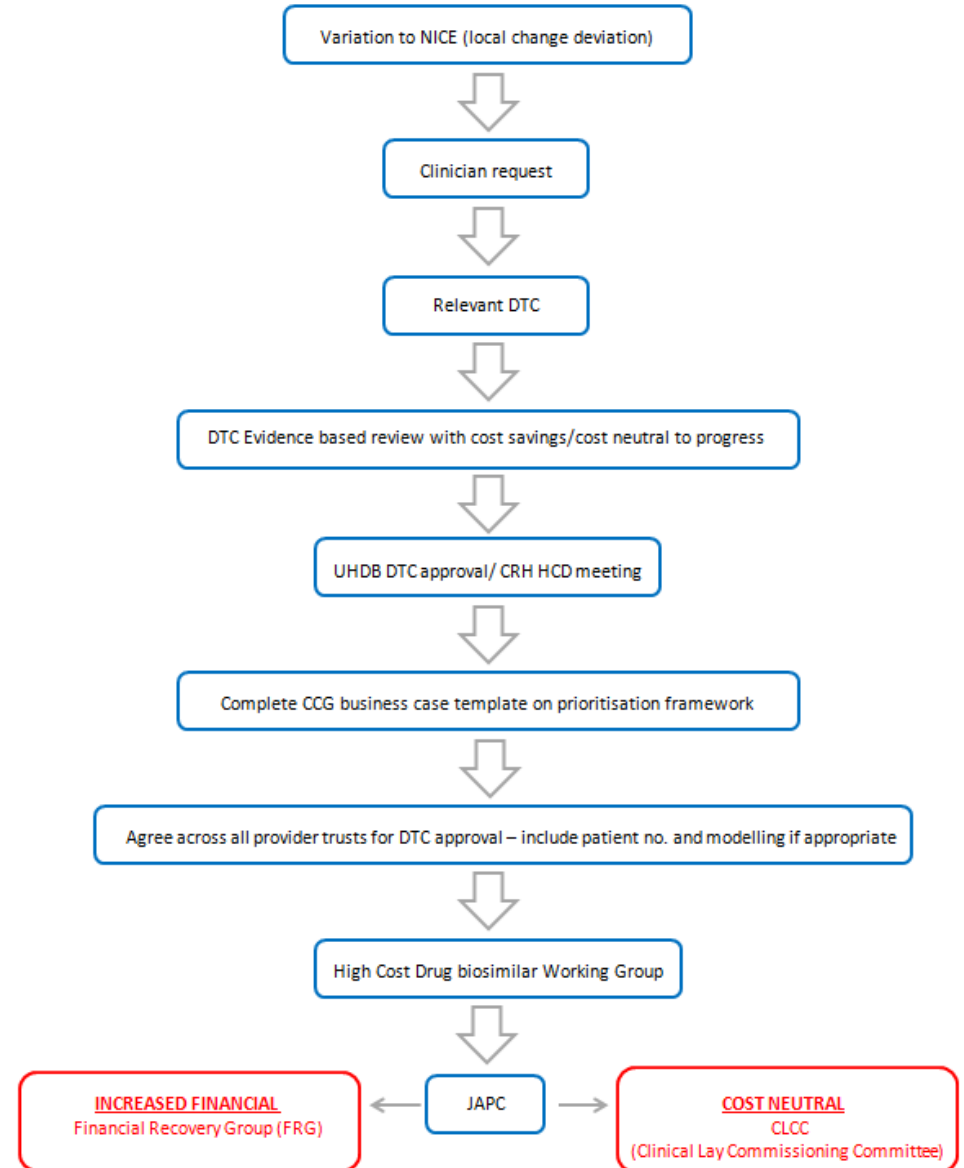 Variation to NICE (local change deviation)
Clinician request
Relevant DTC
DTC Evidence based review with cost savings/cost neutral to progress
UHDB DTC approval/ CRH HCD meeting
Complete CCG business case template on prioritisation framework
Agree across all provider trusts for DTC approval – include patient no. and modelling if appropriate
High Cost Drug biosimilar Working Group
INCREASED FINANCIAL
Financial Recovery Group (FRG)
JAPC
COST NEUTRAL
CLCC
(Clinical Lay Commissioning Committee)